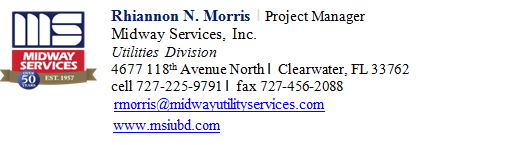 MS
MIDWAY
SERVICES
OVER
50
YEARS
EST. 1957
Rhiannon N. Morris | Project Manager
Midway Services, Inc.
Utilities Division
4677 118th Avenue North| Clearwater, FL 33762
cell 727-225-9791| fax 727-456-2088
rmorris@midwayutilityservices.com
www.msiubd.com